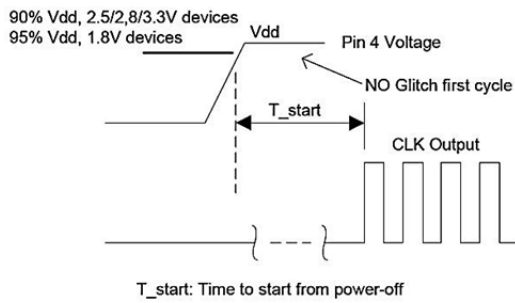 90% Vdd, 2.5/2,8/3.3V devices
95% Vdd, 1.8V devices
Vdd
Pin 4 Voltage
NO Glitch first cycle
T_start
CLK Output
T_start: Time to start from power-off